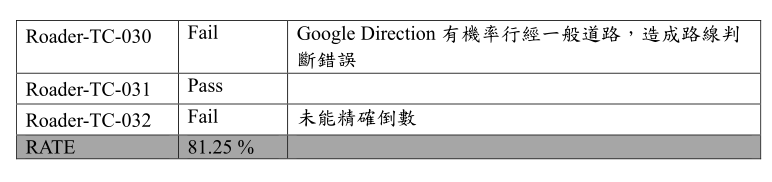 Roader-TC-030 Fail Google Direction 有機率行經一般道路，造成路線判
斷錯誤
Roader-TC-031 Pass
Roader-TC-032 Fail 未能精確倒數
RATE 81.25 %